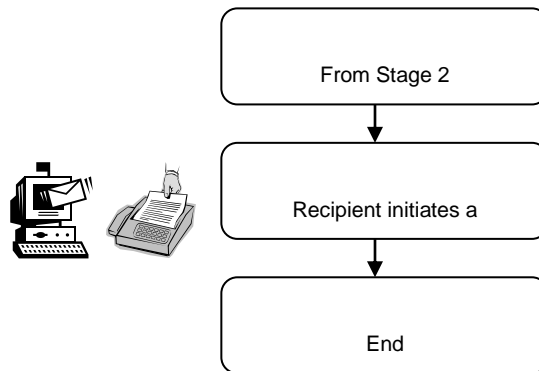 From Stage 2
Recipient initiates a
End